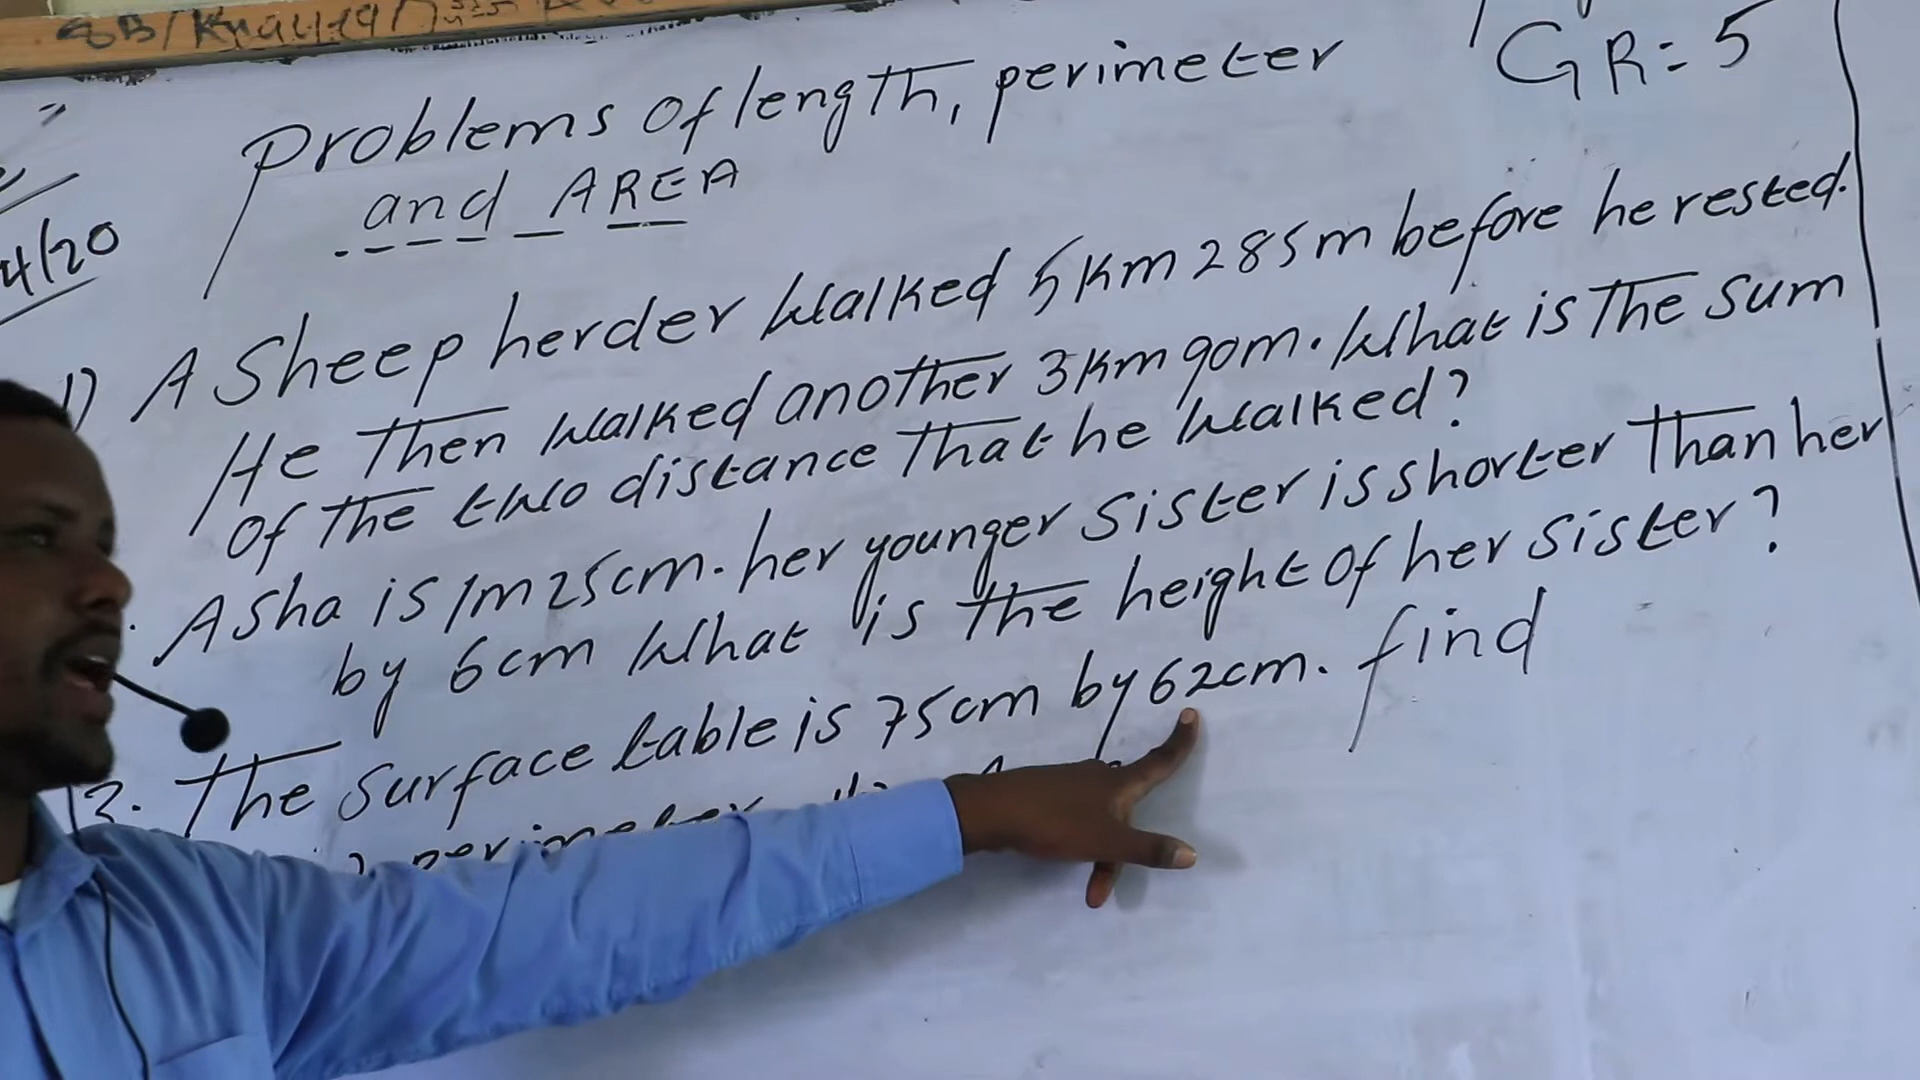 GR = 5
Problems of length, perimeter
and AREA
4/20
1) A Sheep herder walked 5km 285m before he rested.
He then walked another 3km 90m. What is the sum
of the two distance that he walked?
Asha is 1m 25cm. her younger sister is shorter than her
by 6cm What is the height of her sister?
3. The surface table is 75cm by 62cm. find
perimeter